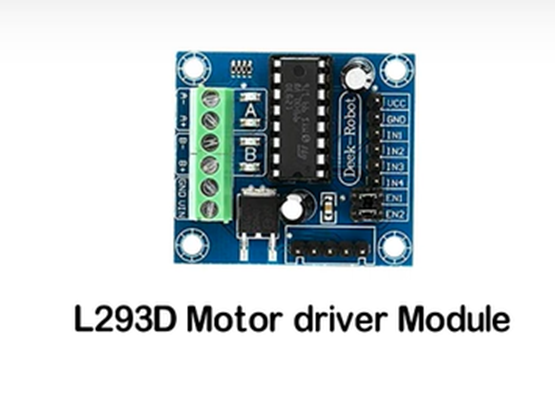 A-
A+
B-
B+
GND
VIN
A
B
Deek-Robot
VCC
GND
IN1
IN2
IN3
IN4
EN1
EN2
L293D Motor driver Module